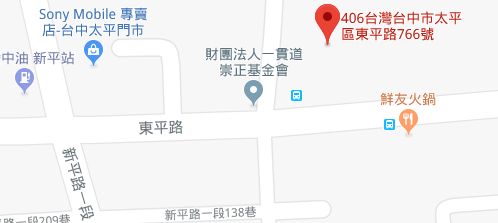 Sony Mobile 專賣
店-台中太平門市
406台灣台中市太平
區東平路766號
中油 新平站
財團法人一貫道
崇正基金會
鮮友火鍋
東平路
新平路一段
新平路一段138巷
路一段209巷